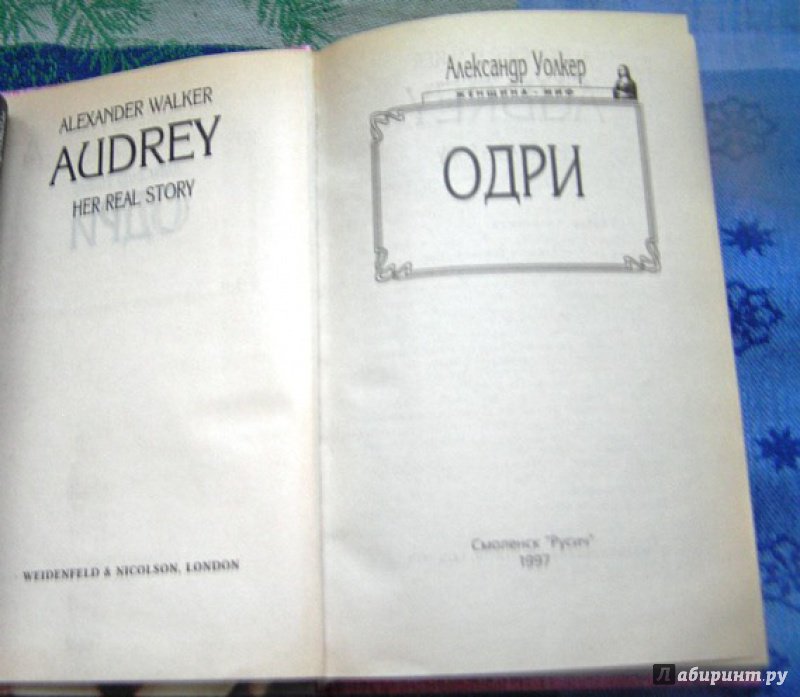 ALEXANDER WALKER
AUDREY
HER REAL STORY
WEIDENFELD & NICOLSON, LONDON
Александр Уолкер
ЖЕНЩИНА - МИФ
ОДРИ
Смоленск "Русич"
1997
Лабиринт.ру